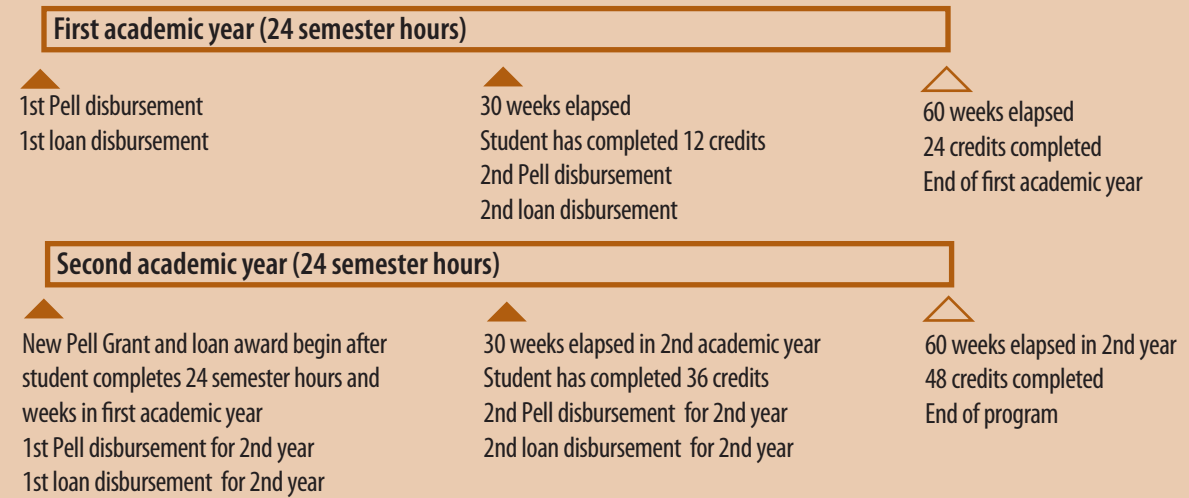 First academic year (24 semester hours)
1st Pell disbursement
1st loan disbursement
30 weeks elapsed
Student has completed 12 credits
2nd Pell disbursement
2nd loan disbursement
60 weeks elapsed
24 credits completed
End of first academic year
Second academic year (24 semester hours)
New Pell Grant and loan award begin after
student completes 24 semester hours and
weeks in first academic year
1st Pell disbursement for 2nd year
1st loan disbursement for 2nd year
30 weeks elapsed in 2nd academic year
Student has completed 36 credits
2nd Pell disbursement for 2nd year
2nd loan disbursement for 2nd year
60 weeks elapsed in 2nd year
48 credits completed
End of program